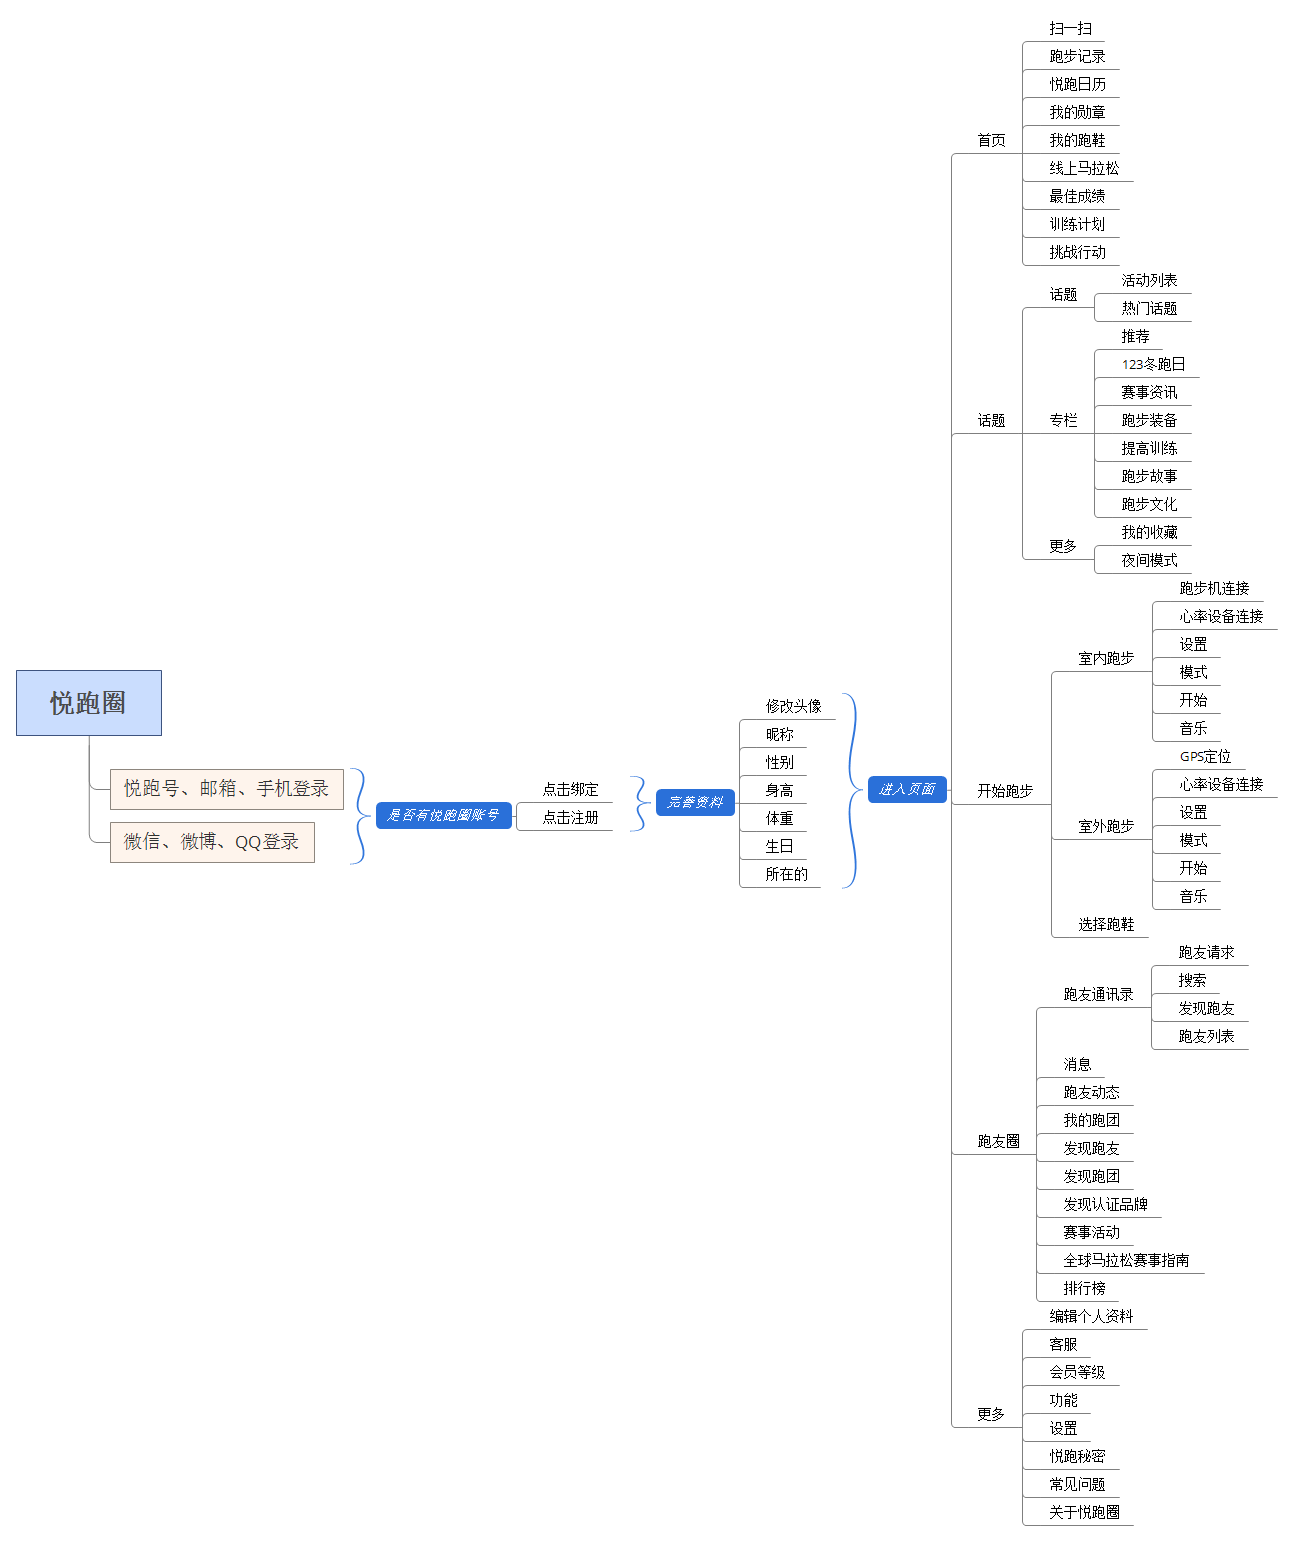 悦跑圈
悦跑号、邮箱、手机登录
微信、微博、QQ登录
是否有悦跑圈账号
点击绑定
点击注册
完善资料
修改头像
昵称
性别
身高
体重
生日
所在的
进入页面
首页
扫一扫
跑步记录
悦跑日历
我的勋章
我的跑鞋
线上马拉松
最佳成绩
训练计划
挑战行动
话题
话题
活动列表
热门话题
专栏
推荐
123冬跑日
赛事资讯
跑步装备
提高训练
跑步故事
跑步文化
更多
我的收藏
夜间模式
开始跑步
室内跑步
跑步机连接
心率设备连接
设置
模式
开始
音乐
室外跑步
GPS定位
心率设备连接
设置
模式
开始
音乐
选择跑鞋
跑友圈
跑友通讯录
跑友请求
搜索
发现跑友
跑友列表
消息
跑友动态
我的跑团
发现跑友
发现跑团
发现认证品牌
赛事活动
全球马拉松赛事指南
排行榜
更多
编辑个人资料
客服
会员等级
功能
设置
悦跑秘密
常见问题
关于悦跑圈